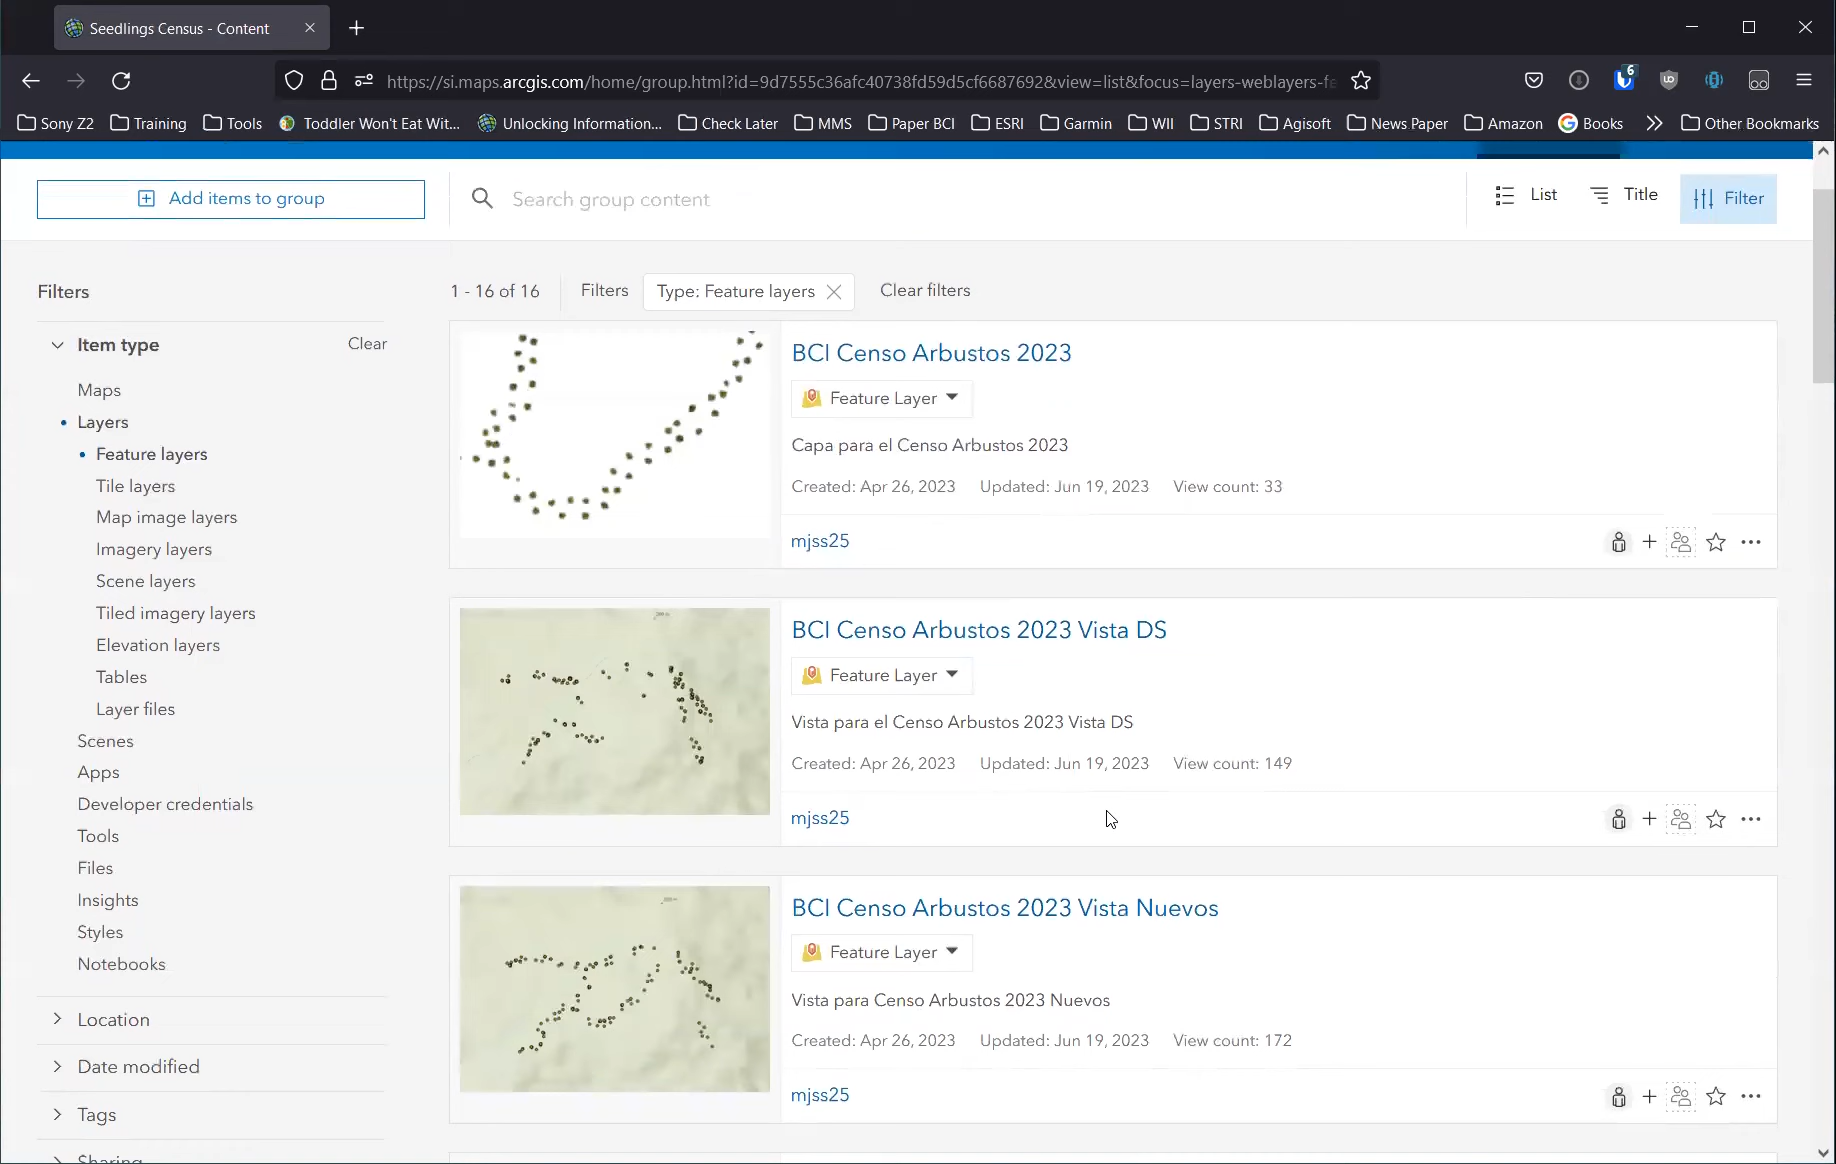 Seedlings Census - Content
https://si.maps.arcgis.com/home/group.html?id=9d7555c36afc40738fd59d5cf6687692&view=list&focus=layers-weblayers-fe
6
Sony Z2 Training Tools Toddler Won't Eat Wit... Unlocking Information... Check Later MMS Paper BCI ESRI Garmin WII STRI Agisoft News Paper Amazon Books Other Bookmarks
Add items to group
Search group content
List Title Filter
Filters
1 - 16 of 16 Filters Type: Feature layers Clear filters
Item type Clear
Maps
Layers
Feature layers
Tile layers
Map image layers
Imagery layers
Scene layers
Tiled imagery layers
Elevation layers
Tables
Layer files
Scenes
Apps
Developer credentials
Tools
Files
Insights
Styles
Notebooks
Location
Date modified
Tags
Sharing
BCI Censo Arbustos 2023
Feature Layer
Capa para el Censo Arbustos 2023
Created: Apr 26, 2023 Updated: Jun 19, 2023 View count: 33
mjss25
BCI Censo Arbustos 2023 Vista DS
Feature Layer
Vista para el Censo Arbustos 2023 Vista DS
Created: Apr 26, 2023 Updated: Jun 19, 2023 View count: 149
mjss25
BCI Censo Arbustos 2023 Vista Nuevos
Feature Layer
Vista para Censo Arbustos 2023 Nuevos
Created: Apr 26, 2023 Updated: Jun 19, 2023 View count: 172
mjss25